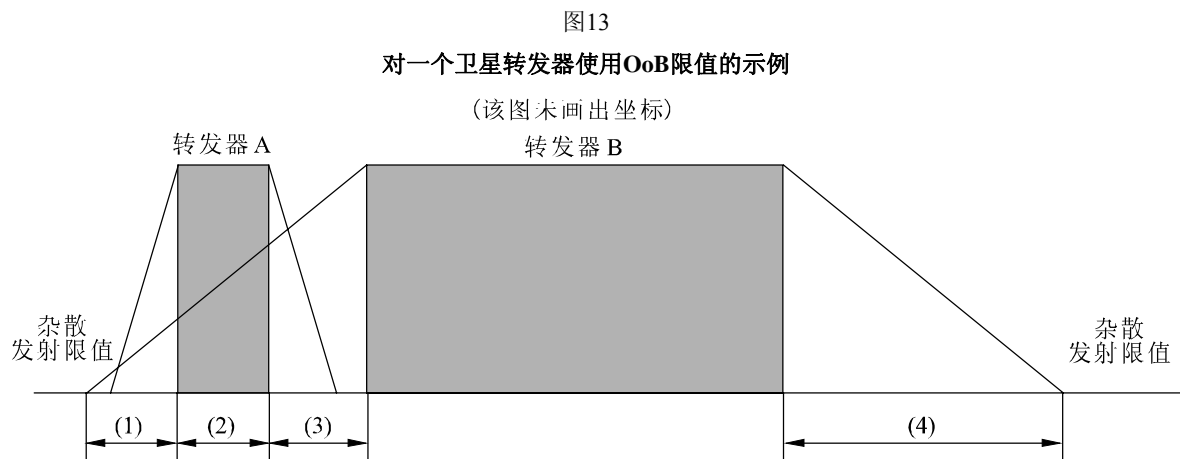 图13
对一个卫星转发器使用OoB限值的示例
(该图未画出坐标)
转发器 A
转发器 B
杂散
发射限值
杂散
发射限值
(1)
(2)
(3)
(4)